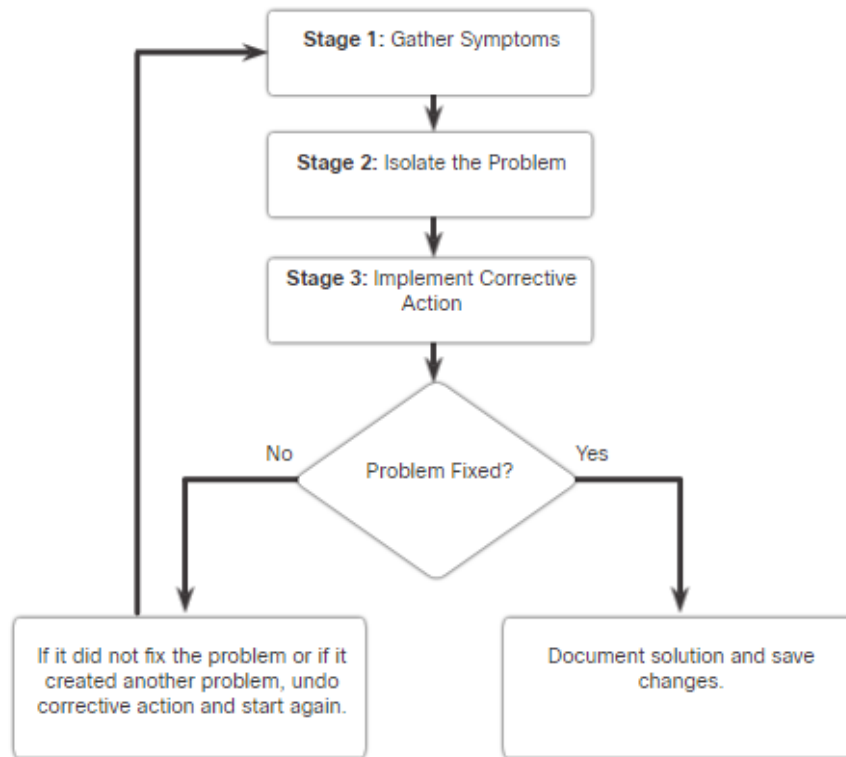 Stage 1: Gather Symptoms
Stage 2: Isolate the Problem
Stage 3: Implement Corrective
Action
Problem Fixed?
No
Yes
If it did not fix the problem or if it
created another problem, undo
corrective action and start again.
Document solution and save
changes.